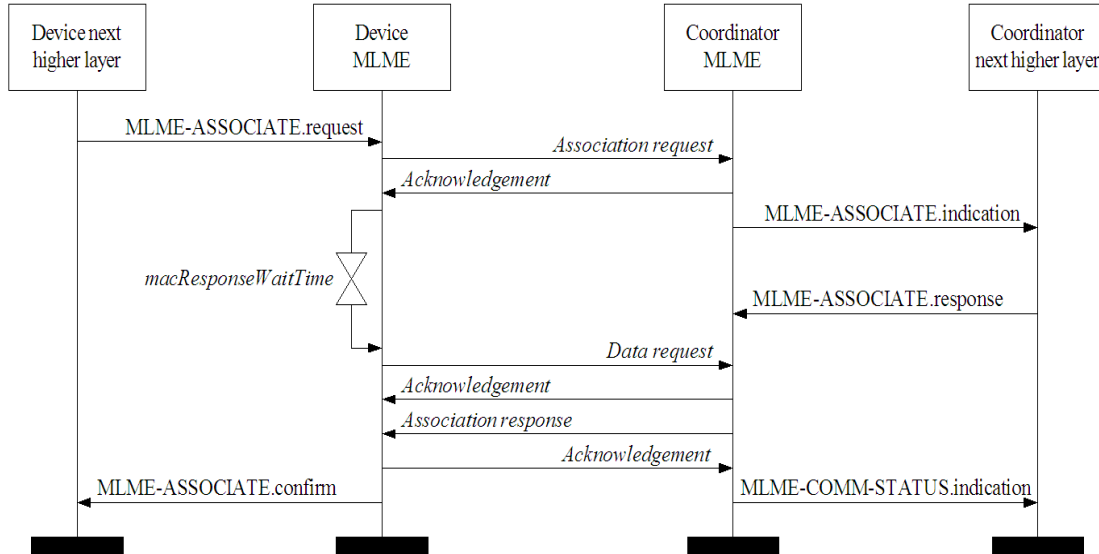 Device next
higher layer
Device
MLME
Coordinator
MLME
Coordinator
next higher layer
MLME-ASSOCIATE.request
Association request
Acknowledgement
MLME-ASSOCIATE.indication
macResponseWaitTime
MLME-ASSOCIATE.response
Data request
Acknowledgement
Association response
Acknowledgement
MLME-ASSOCIATE.confirm
MLME-COMM-STATUS.indication